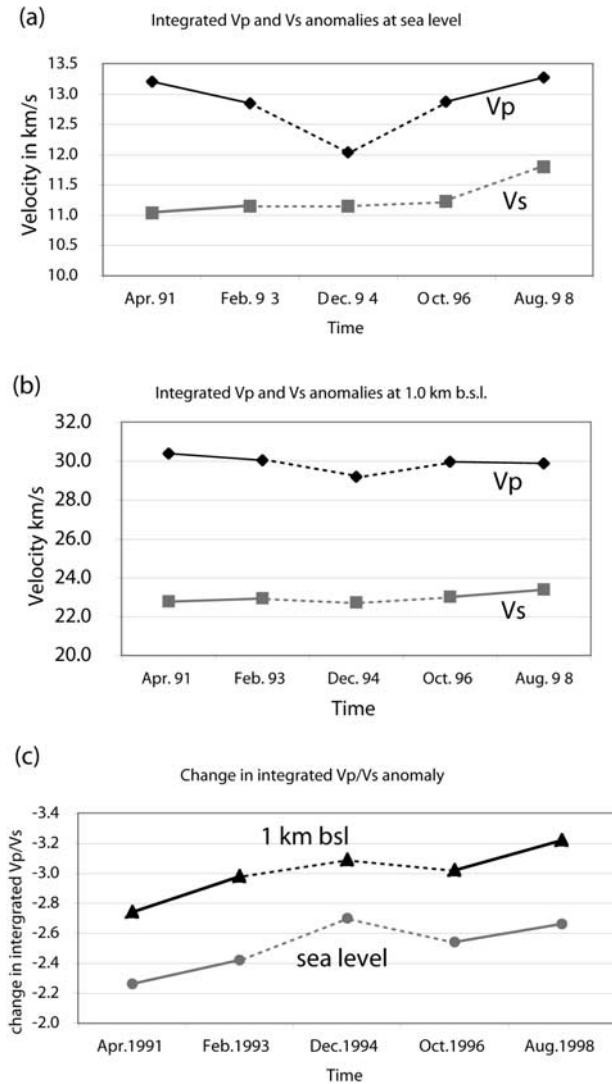 (a)
Integrated Vp and Vs anomalies at sea level
Velocity in km/s
13.5
13.0
12.5
12.0
11.5
11.0
10.5
10.0
Vp
Vs
Apr. 91 Feb. 9 3 Dec. 9 4 Oct. 96 Aug. 9 8
Time
(b)
Integrated Vp and Vs anomalies at 1.0 km b.s.l.
Velocity km/s
32.0
30.0
28.0
26.0
24.0
22.0
20.0
Vp
Vs
Apr. 91 Feb. 93 Dec. 94 Oct. 96 Aug. 9 8
Time
(c)
Change in integrated Vp/Vs anomaly
change in intergrated Vp/Vs
-3.4
-3.2
-3.0
-2.8
-2.6
-2.4
-2.2
-2.0
1 km bsl
sea level
Apr.1991 Feb.1993 Dec.1994 Oct.1996 Aug.1998
Time